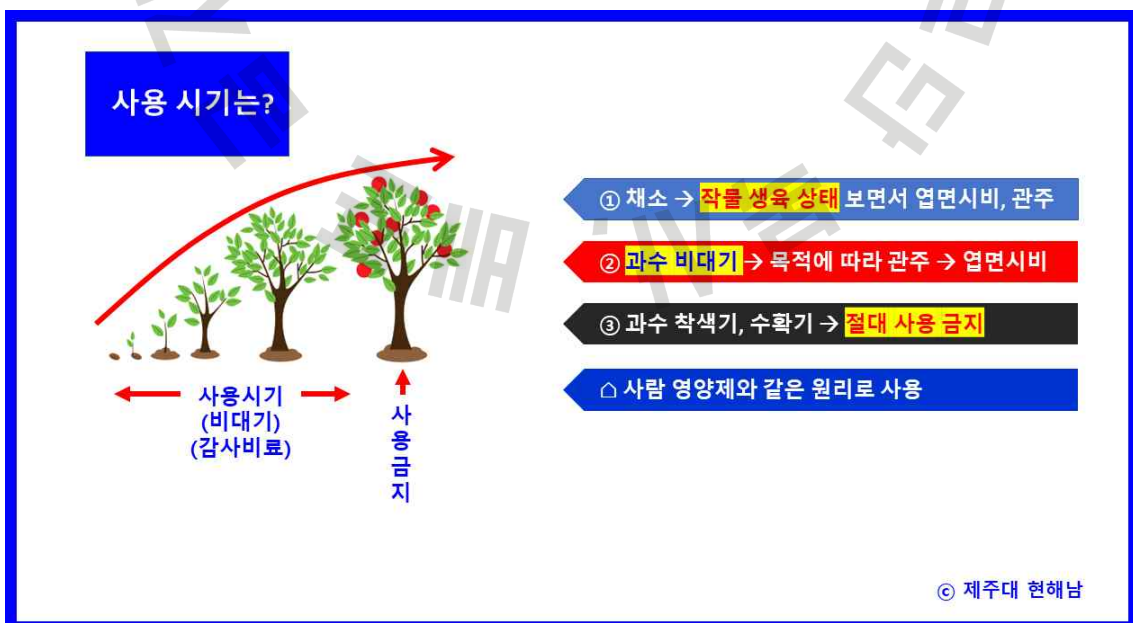 사용 시기는?
① 채소 → 작물 생육 상태 보면서 엽면시비, 관주
② 과수 비대기 → 목적에 따라 관주 → 엽면시비
③ 과수 착색기, 수확기 → 절대 사용 금지
⌂ 사람 영양제와 같은 원리로 사용
사용시기
(비대기)
(감사비료)
사
용
금
지
ⓒ 제주대 현해남